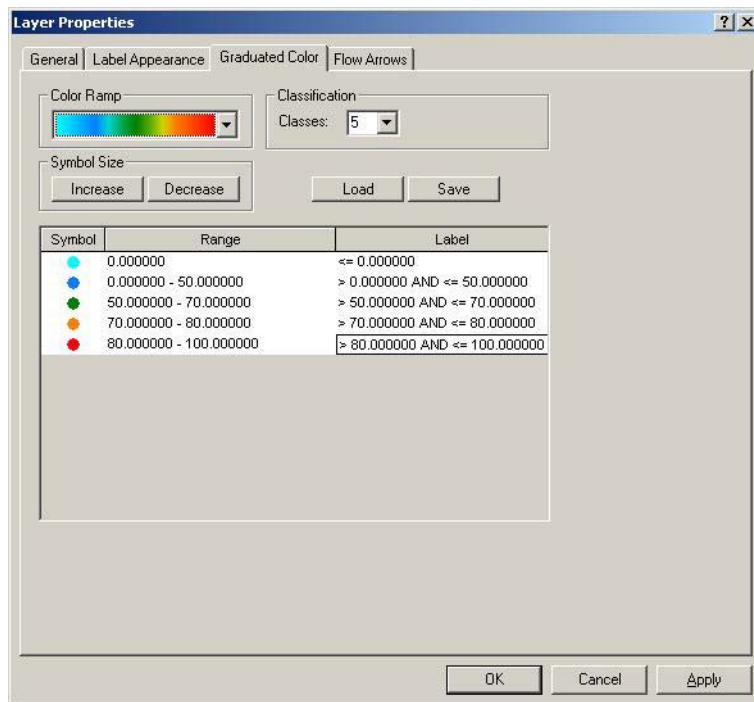 Layer Properties
? X
General Label Appearance Graduated Color Flow Arrows
Color Ramp
Classification
Classes: 5
Symbol Size
Increase Decrease Load Save
Symbol Range Label
0.000000 <= 0.000000
0.000000 - 50.000000 > 0.000000 AND <= 50.000000
50.000000 - 70.000000 > 50.000000 AND <= 70.000000
70.000000 - 80.000000 > 70.000000 AND <= 80.000000
80.000000 - 100.000000 > 80.000000 AND <= 100.000000
OK Cancel Apply